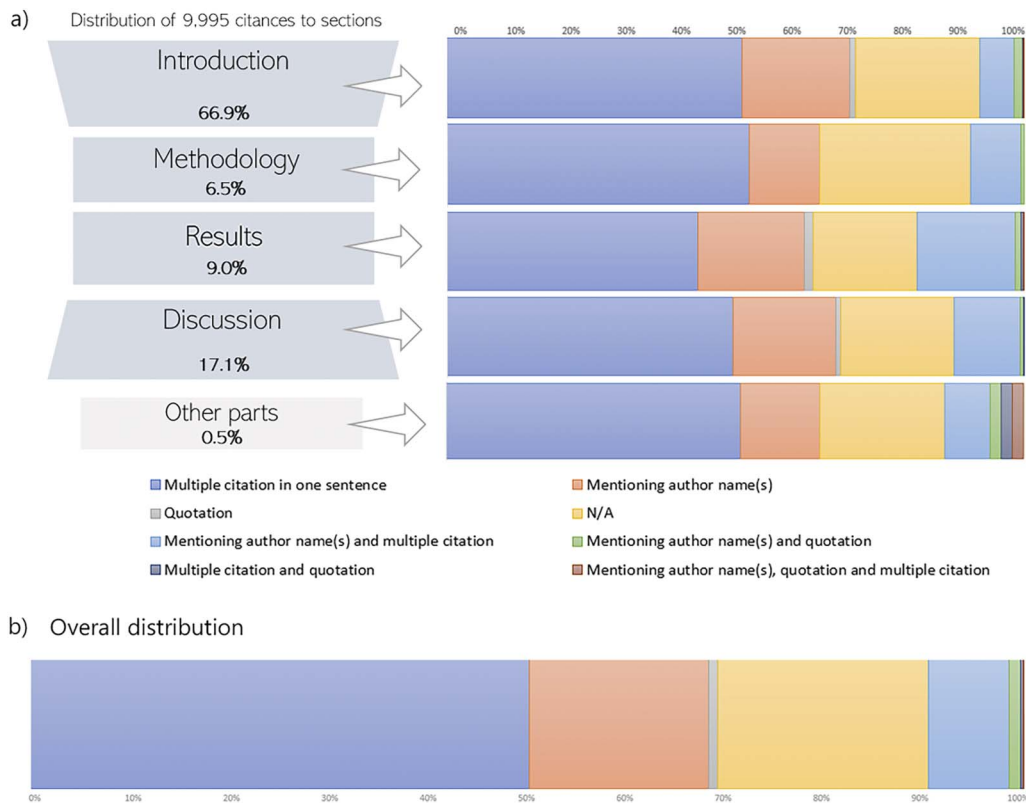 a)
Distribution of 9.995 citances to sections
0% 10% 20% 30% 40% 50% 60% 70% 80% 90% 100%
Introduction
66.9%
Methodology
6.5%
Results
9.0%
Discussion
17.1%
Other parts
0.5%
Multiple citation in one sentence
Mentioning author name(s)
Quotation
N/A
Mentioning author name(s) and multiple citation
Mentioning author name(s) and quotation
Multiple citation and quotation
Mentioning author name(s), quotation and multiple citation
b) Overall distribution
0% 10% 20% 30% 40% 50% 60% 70% 80% 90% 100%